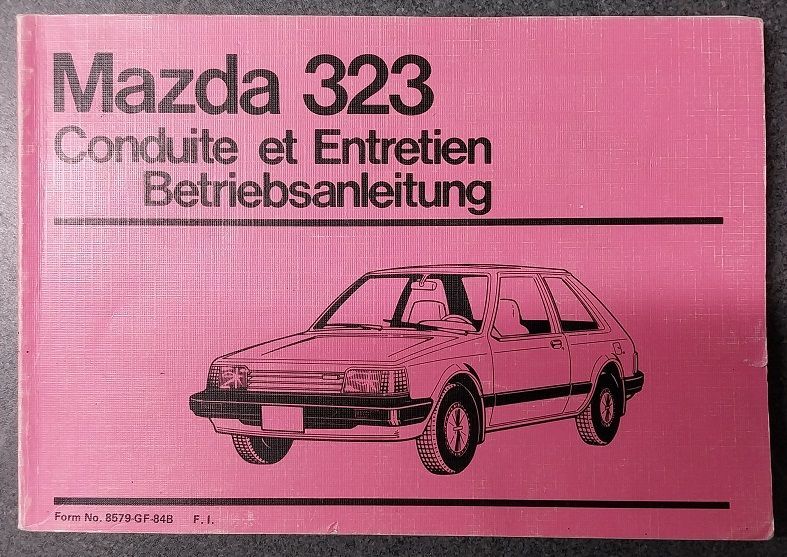 Mazda 323
Conduite et Entretien
Betriebsanleitung
Form No. 8579-GF-84B F. I.